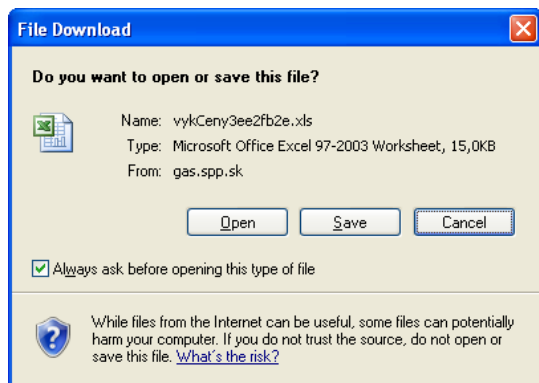 File Download
Do you want to open or save this file?
Name: vykCeny3ee2fb2e.xls
Type: Microsoft Office Excel 97-2003 Worksheet, 15,0KB
From: gas.spp.sk
Open Save Cancel
Always ask before opening this type of file
While files from the Internet can be useful, some files can potentially
harm your computer. If you do not trust the source, do not open or
save this file. What's the risk?